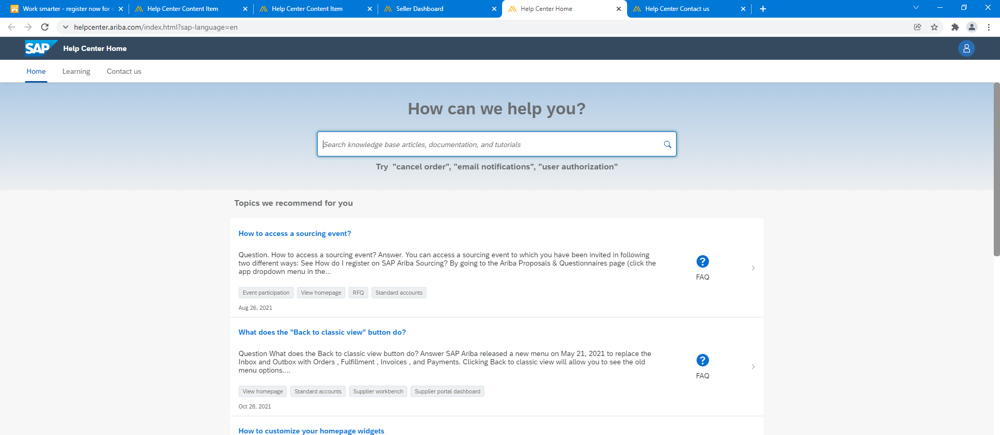 Work smarter - register now for
Help Center Content Item
Help Center Content Item
Seller Dashboard
Help Center Home
Help Center Contact us
helpcenter.ariba.com/index.html?sap-language=en
SAP Help Center Home
Home Learning Contact us
How can we help you?
Search knowledge base articles, documentation, and tutorials
Try "cancel order", "email notifications", "user authorization"
Topics we recommend for you
How to access a sourcing event?
Question. How to access a sourcing event? Answer. You can access a sourcing event to which you have been invited in following
two different ways: See How do I register on SAP Ariba Sourcing? By going to the Ariba Proposals & Questionnaires page (click the
app dropdown menu in the...
FAQ
Event participation View homepage RFQ Standard accounts
Aug 26, 2021
What does the "Back to classic view" button do?
Question What does the Back to classic view button do? Answer SAP Ariba released a new menu on May 21, 2021 to replace the
Inbox and Outbox with Orders , Fulfillment , Invoices , and Payments. Clicking Back to classic view will allow you to see the old
menu options....
FAQ
View homepage Standard accounts Supplier workbench Supplier portal dashboard
Oct 28, 2021
How to customize your homepage widgets